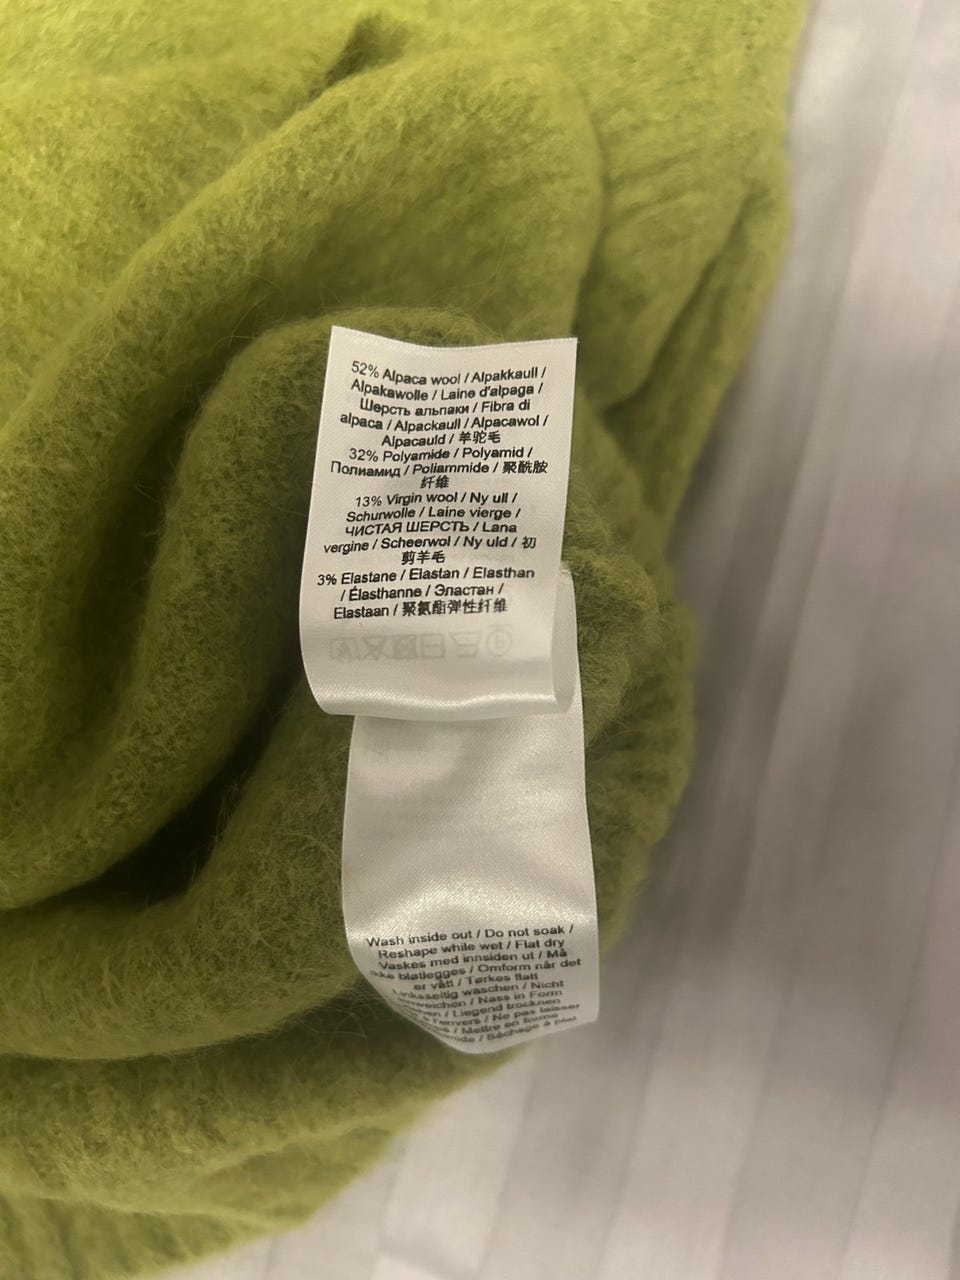 52% Alpaca wool / Alpakkaull /
Alpakawolle / Laine d'alpaga /
Шерсть альпаки / Fibra di
alpaca / Alpackaull / Alpacawol /
Alpacauld / 羊驼毛
32% Polyamide / Polyamid /
Полиамид / Poliammide / 聚酰胺
纤维
13% Virgin wool / Ny ull /
Schurwolle / Laine vierge /
ЧИСТАЯ ШЕРСТЬ / Lana
vergine / Scheerwol / Ny uld / 初
剪羊毛
3% Elastane / Elastan / Elasthan
/ Élasthanne / Эластан /
Elastaan / 聚氨酯弹性纤维
Wash inside out / Do not soak /
Reshape while wet / Flat dry
Vaskes med innsiden ut / Må
ikke bløtlegges / Omform når det
er vått / Tørkes flatt
Linksseitig waschen / Nicht
einweichen / Nass in Form
/ Liegend trocknen
à l'envers / Ne pas laisser
/ Mettre en forme
/ Séchage à plat